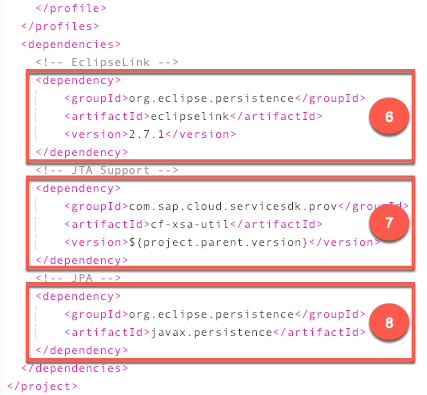 </profile>
</profiles>
<dependencies>
<!-- EclipseLink -->
<dependency>
<groupId>org.eclipse.persistence</groupId>
<artifactId>eclipselink</artifactId>
<version>2.7.1</version>
</dependency>
6
<!-- JTA Support -->
<dependency>
<groupId>com.sap.cloud.servicesdk.prov</groupId>
<artifactId>cf-xsa-util</artifactId>
<version>${project.parent.version}</version>
</dependency>
7
<!-- JPA -->
<dependency>
<groupId>org.eclipse.persistence</groupId>
<artifactId>javax.persistence</artifactId>
</dependency>
8
</dependencies>
</project>